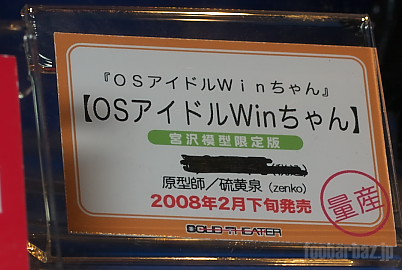 『ＯＳアイドルＷｉｎちゃん』
【OSアイドルWinちゃん】
宮沢模型限定版
原型師／硫黄泉(zenko)
2008年2月下旬発売
量産
foobarbaz.jp